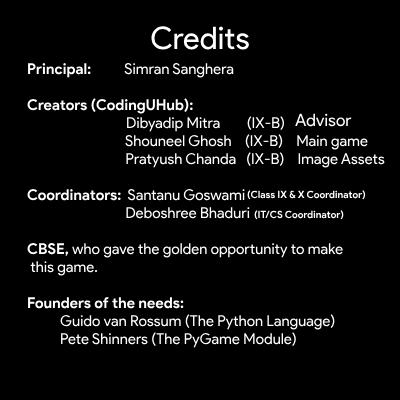 Credits
Principal: Simran Sanghera
Creators (CodingUHub):
Dibyadip Mitra (IX-B) Advisor
Shouneel Ghosh (IX-B) Main game
Pratyush Chanda (IX-B) Image Assets
Coordinators: Santanu Goswami (Class IX & X Coordinator)
Deboshree Bhaduri (IT/CS Coordinator)
CBSE, who gave the golden opportunity to make
this game.
Founders of the needs:
Guido van Rossum (The Python Language)
Pete Shinners (The PyGame Module)